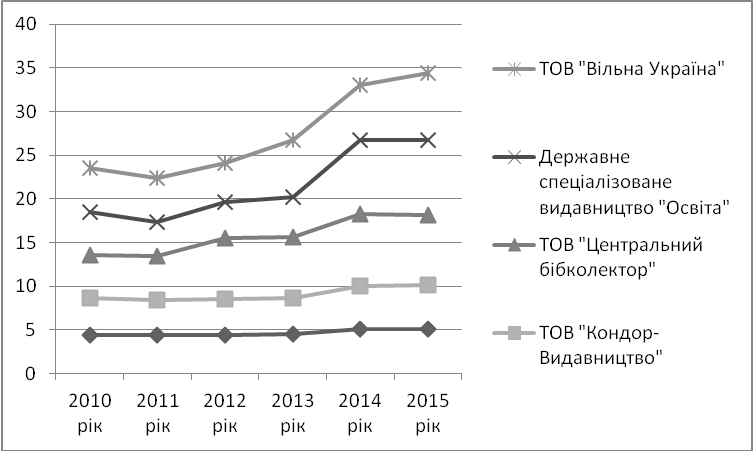 40
35
30
25
20
15
10
5
0
2010 рік
2011 рік
2012 рік
2013 рік
2014 рік
2015 рік
ТОВ "Вільна Україна"
Державне
спеціалізоване
видавництво "Освіта"
ТОВ "Центральний
бібколектор"
ТОВ "Кондор-
Видавництво"